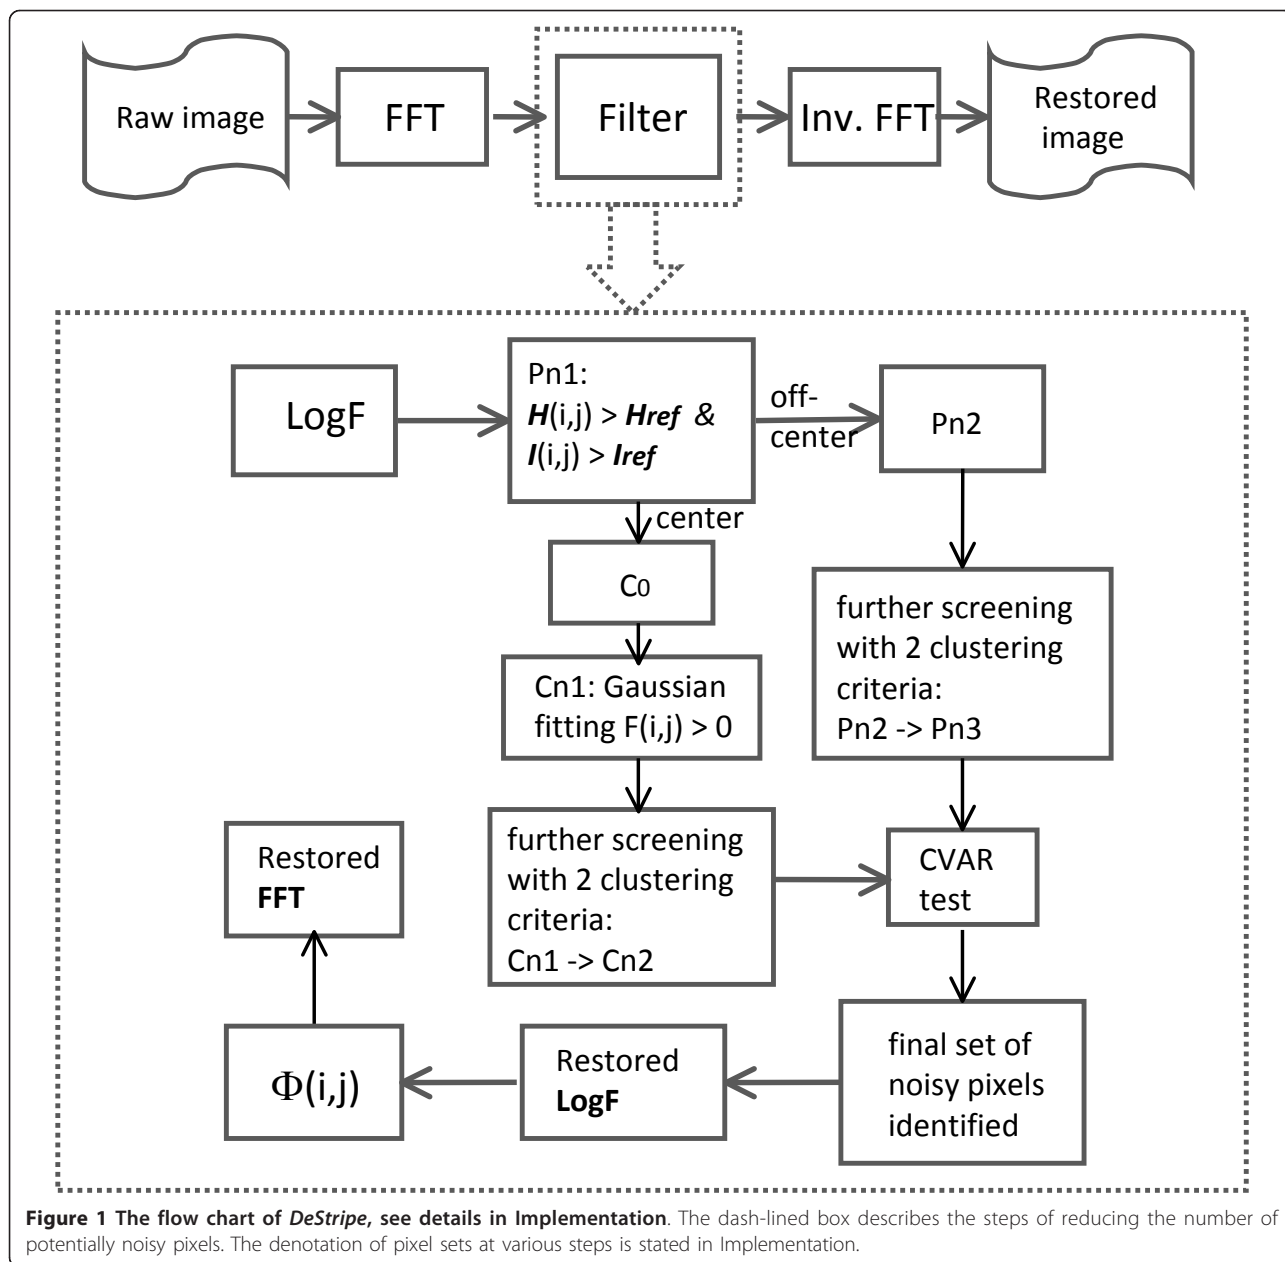 Raw image
FFT
Filter
Inv. FFT
Restored
image
LogF
Pn1:
H(i,j) > Href &
I(i,j) > Iref
off-
center
Pn2
center
C0
further screening
with 2 clustering
criteria:
Pn2 -> Pn3
Cn1: Gaussian
fitting F(i,j) > 0
further screening
with 2 clustering
criteria:
Cn1 -> Cn2
CVAR
test
Restored
FFT
Φ(i,j)
Restored
LogF
final set of
noisy pixels
identified
Figure 1 The flow chart of DeStripe, see details in Implementation. The dash-lined box describes the steps of reducing the number of
potentially noisy pixels. The denotation of pixel sets at various steps is stated in Implementation.